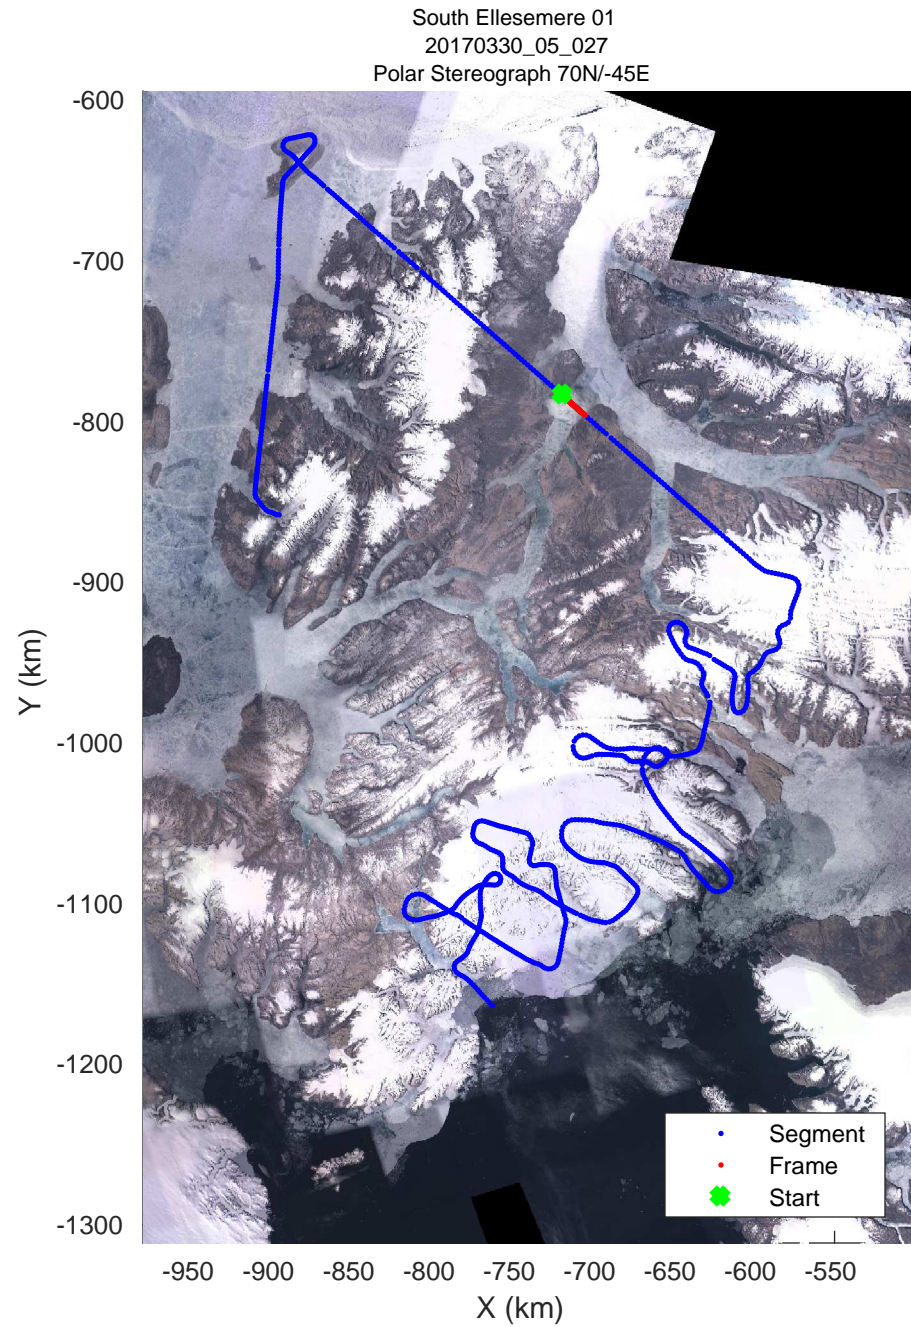 South Ellesemere 01
20170330_05_027
Polar Stereograph 70N/-45E
-600
-700
-800
-900
-1000
-1100
-1200
-1300
Y (km)
Segment
Frame
Start
-950 -900 -850 -800 -750 -700 -650 -600 -550
X (km)